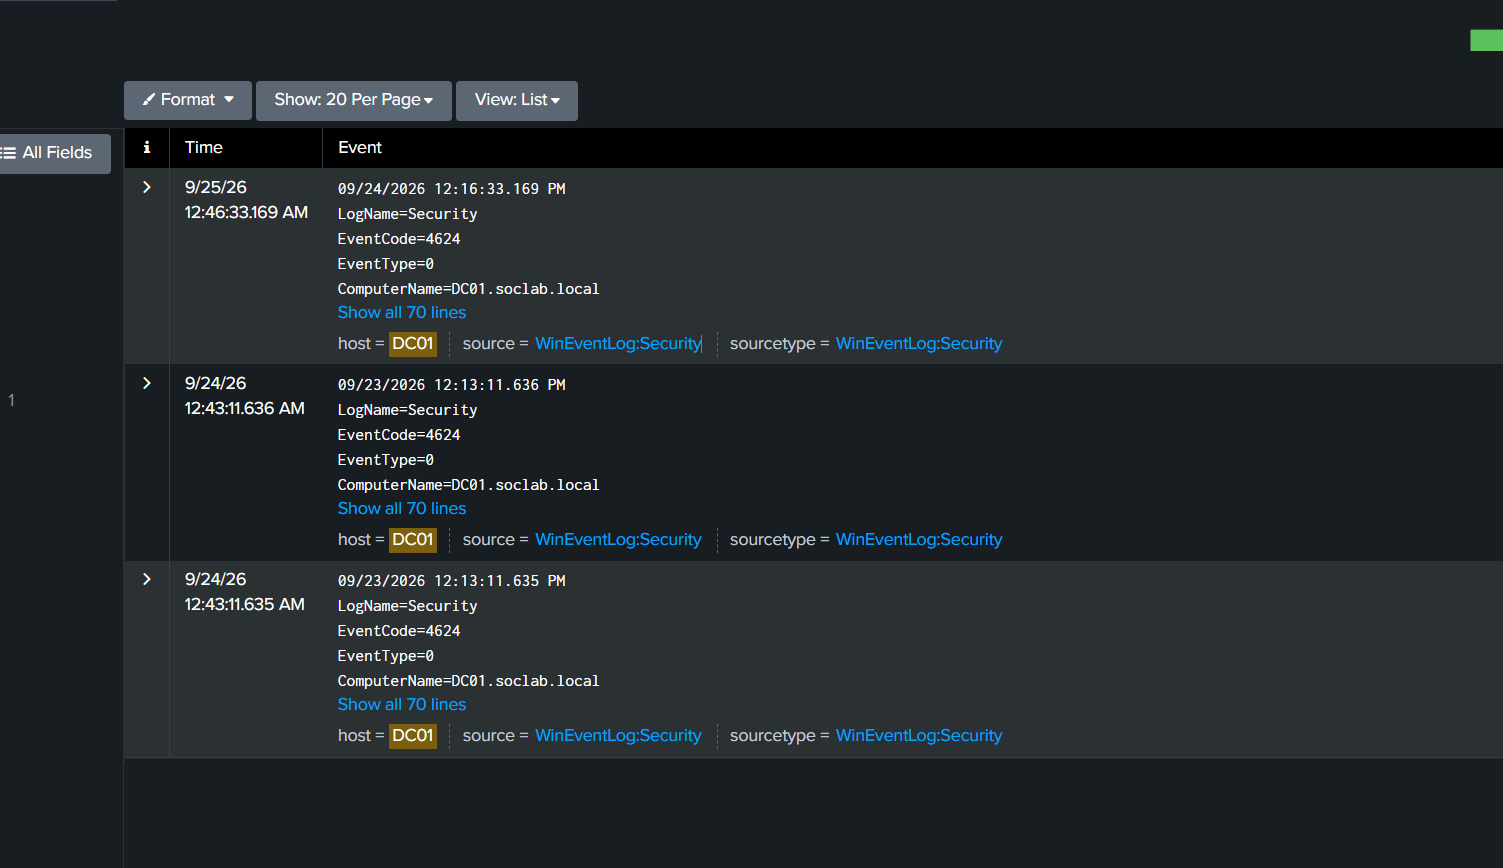 Format
Show: 20 Per Page
View: List
All Fields
i Time Event
9/25/26
12:46:33.169 AM
09/24/2026 12:16:33.169 PM
LogName=Security
EventCode=4624
EventType=0
ComputerName=DC01.soclab.local
Show all 70 lines
host = DC01 source = WinEventLog:Security sourcetype = WinEventLog:Security
9/24/26
12:43:11.636 AM
09/23/2026 12:13:11.636 PM
LogName=Security
EventCode=4624
EventType=0
ComputerName=DC01.soclab.local
Show all 70 lines
host = DC01 source = WinEventLog:Security sourcetype = WinEventLog:Security
1
9/24/26
12:43:11.635 AM
09/23/2026 12:13:11.635 PM
LogName=Security
EventCode=4624
EventType=0
ComputerName=DC01.soclab.local
Show all 70 lines
host = DC01 source = WinEventLog:Security sourcetype = WinEventLog:Security